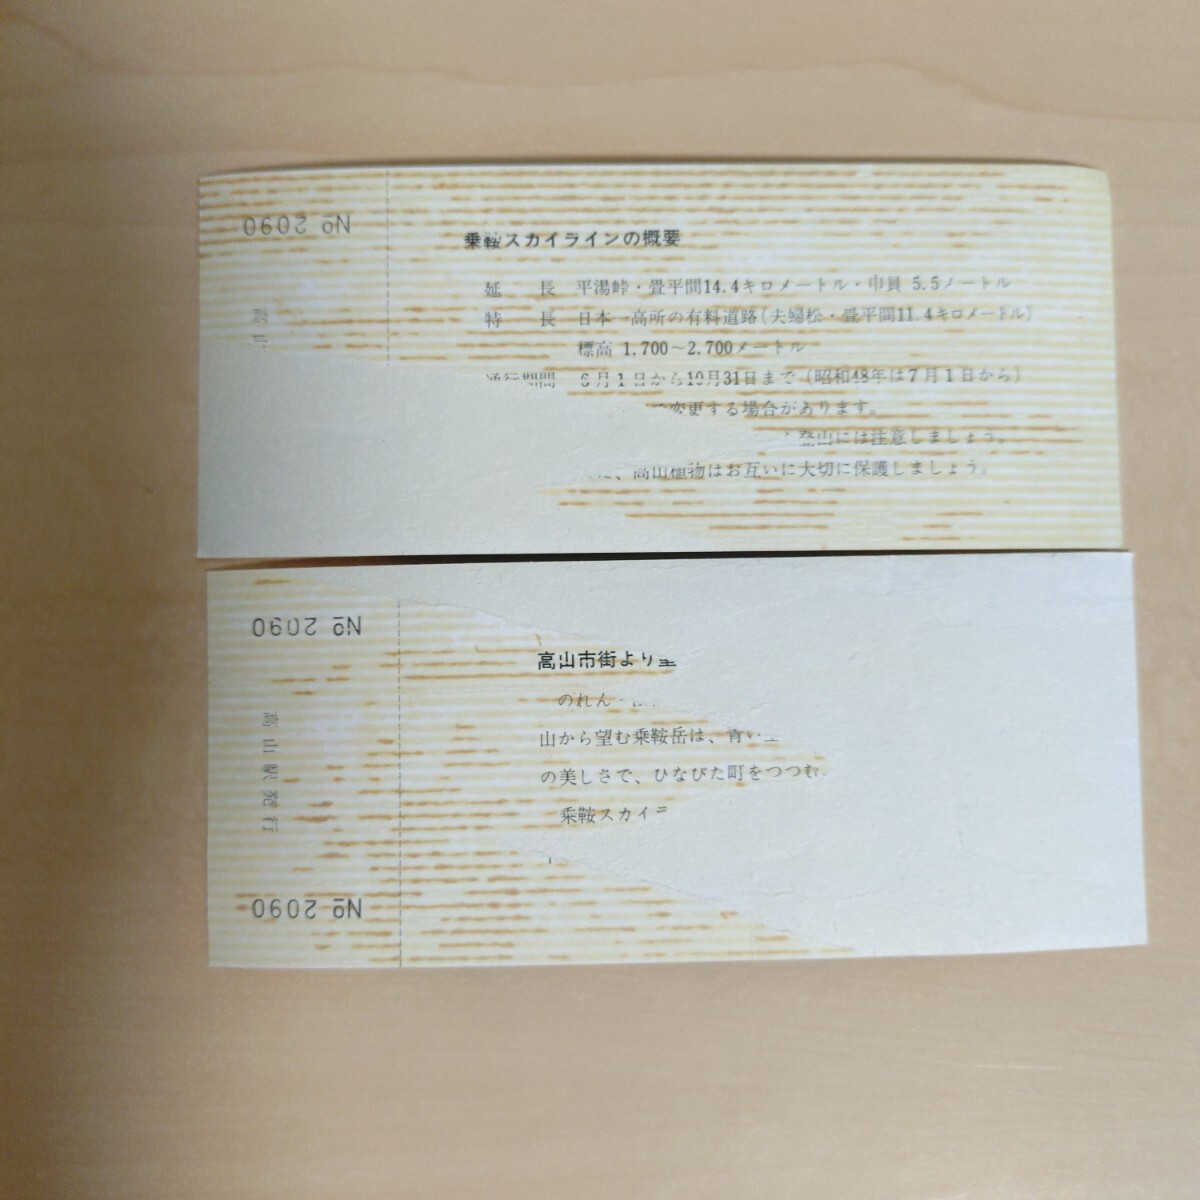 № 2090
高山
乗鞍スカイラインの概要
延 長 平湯峠・畳平間14.4キロメートル・巾員 5.5メートル
特 長 日本一高所の有料道路(夫婦松・畳平間11.4キロメートル)
標高 1.700～2.700メートル
通行期間 6月1日から10月31日まで(昭和48年は7月1日から)
変更する場合があります。
登山には注意しましょう。
、高山植物はお互いに大切に保護しましょう。
№ 2090
高山駅発行
№ 2090
高山市街より
のれん・
山から望む乗鞍岳は、青い
の美しさで、ひなびた町をつつむ
乗鞍スカイ